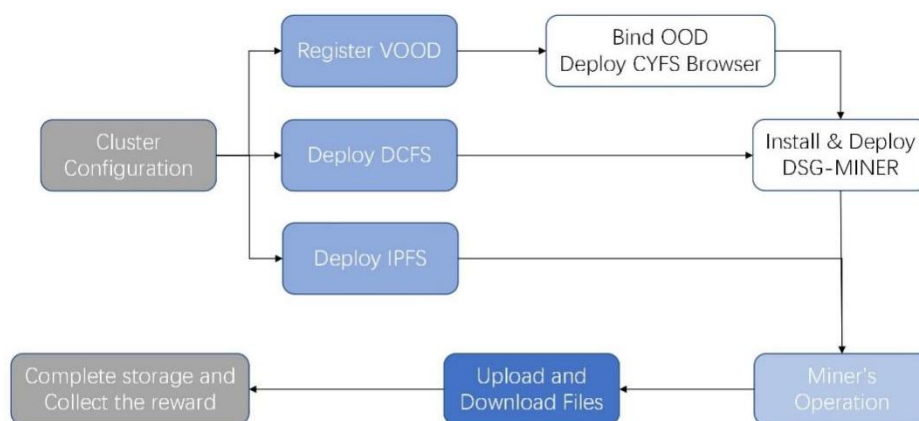 Register VOOD
Bind OOD
Deploy CYFS Browser
Cluster
Configuration
Deploy DCFS
Install & Deploy
DSG-MINER
Deploy IPFS
Complete storage and
Collect the reward
Upload and
Download Files
Miner's
Operation